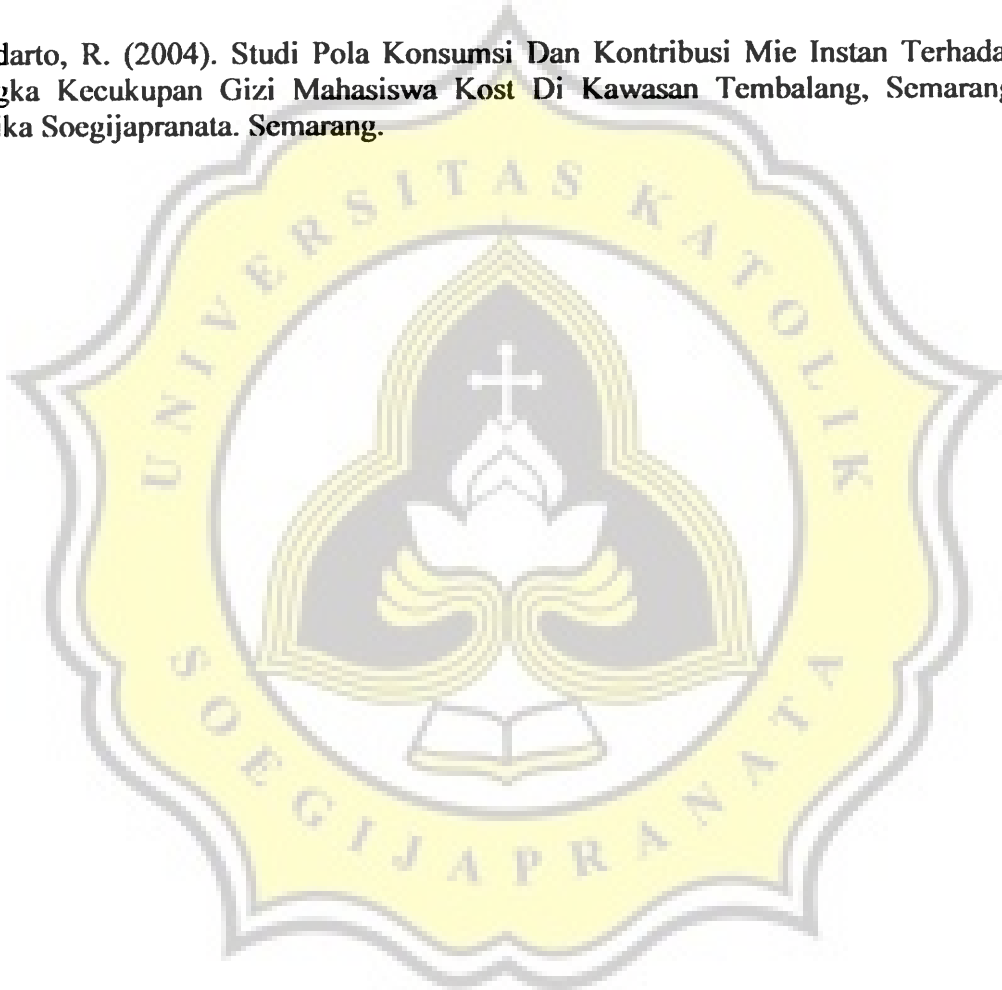 darto, R. (2004). Studi Pola Konsumsi Dan Kontribusi Mie Instan Terhada
gka Kecukupan Gizi Mahasiswa Kost Di Kawasan Tembalang, Semarang
ika Soegijapranata. Semarang.
UNIVERSITAS KATOLIK
SOEGIJAPRANATA